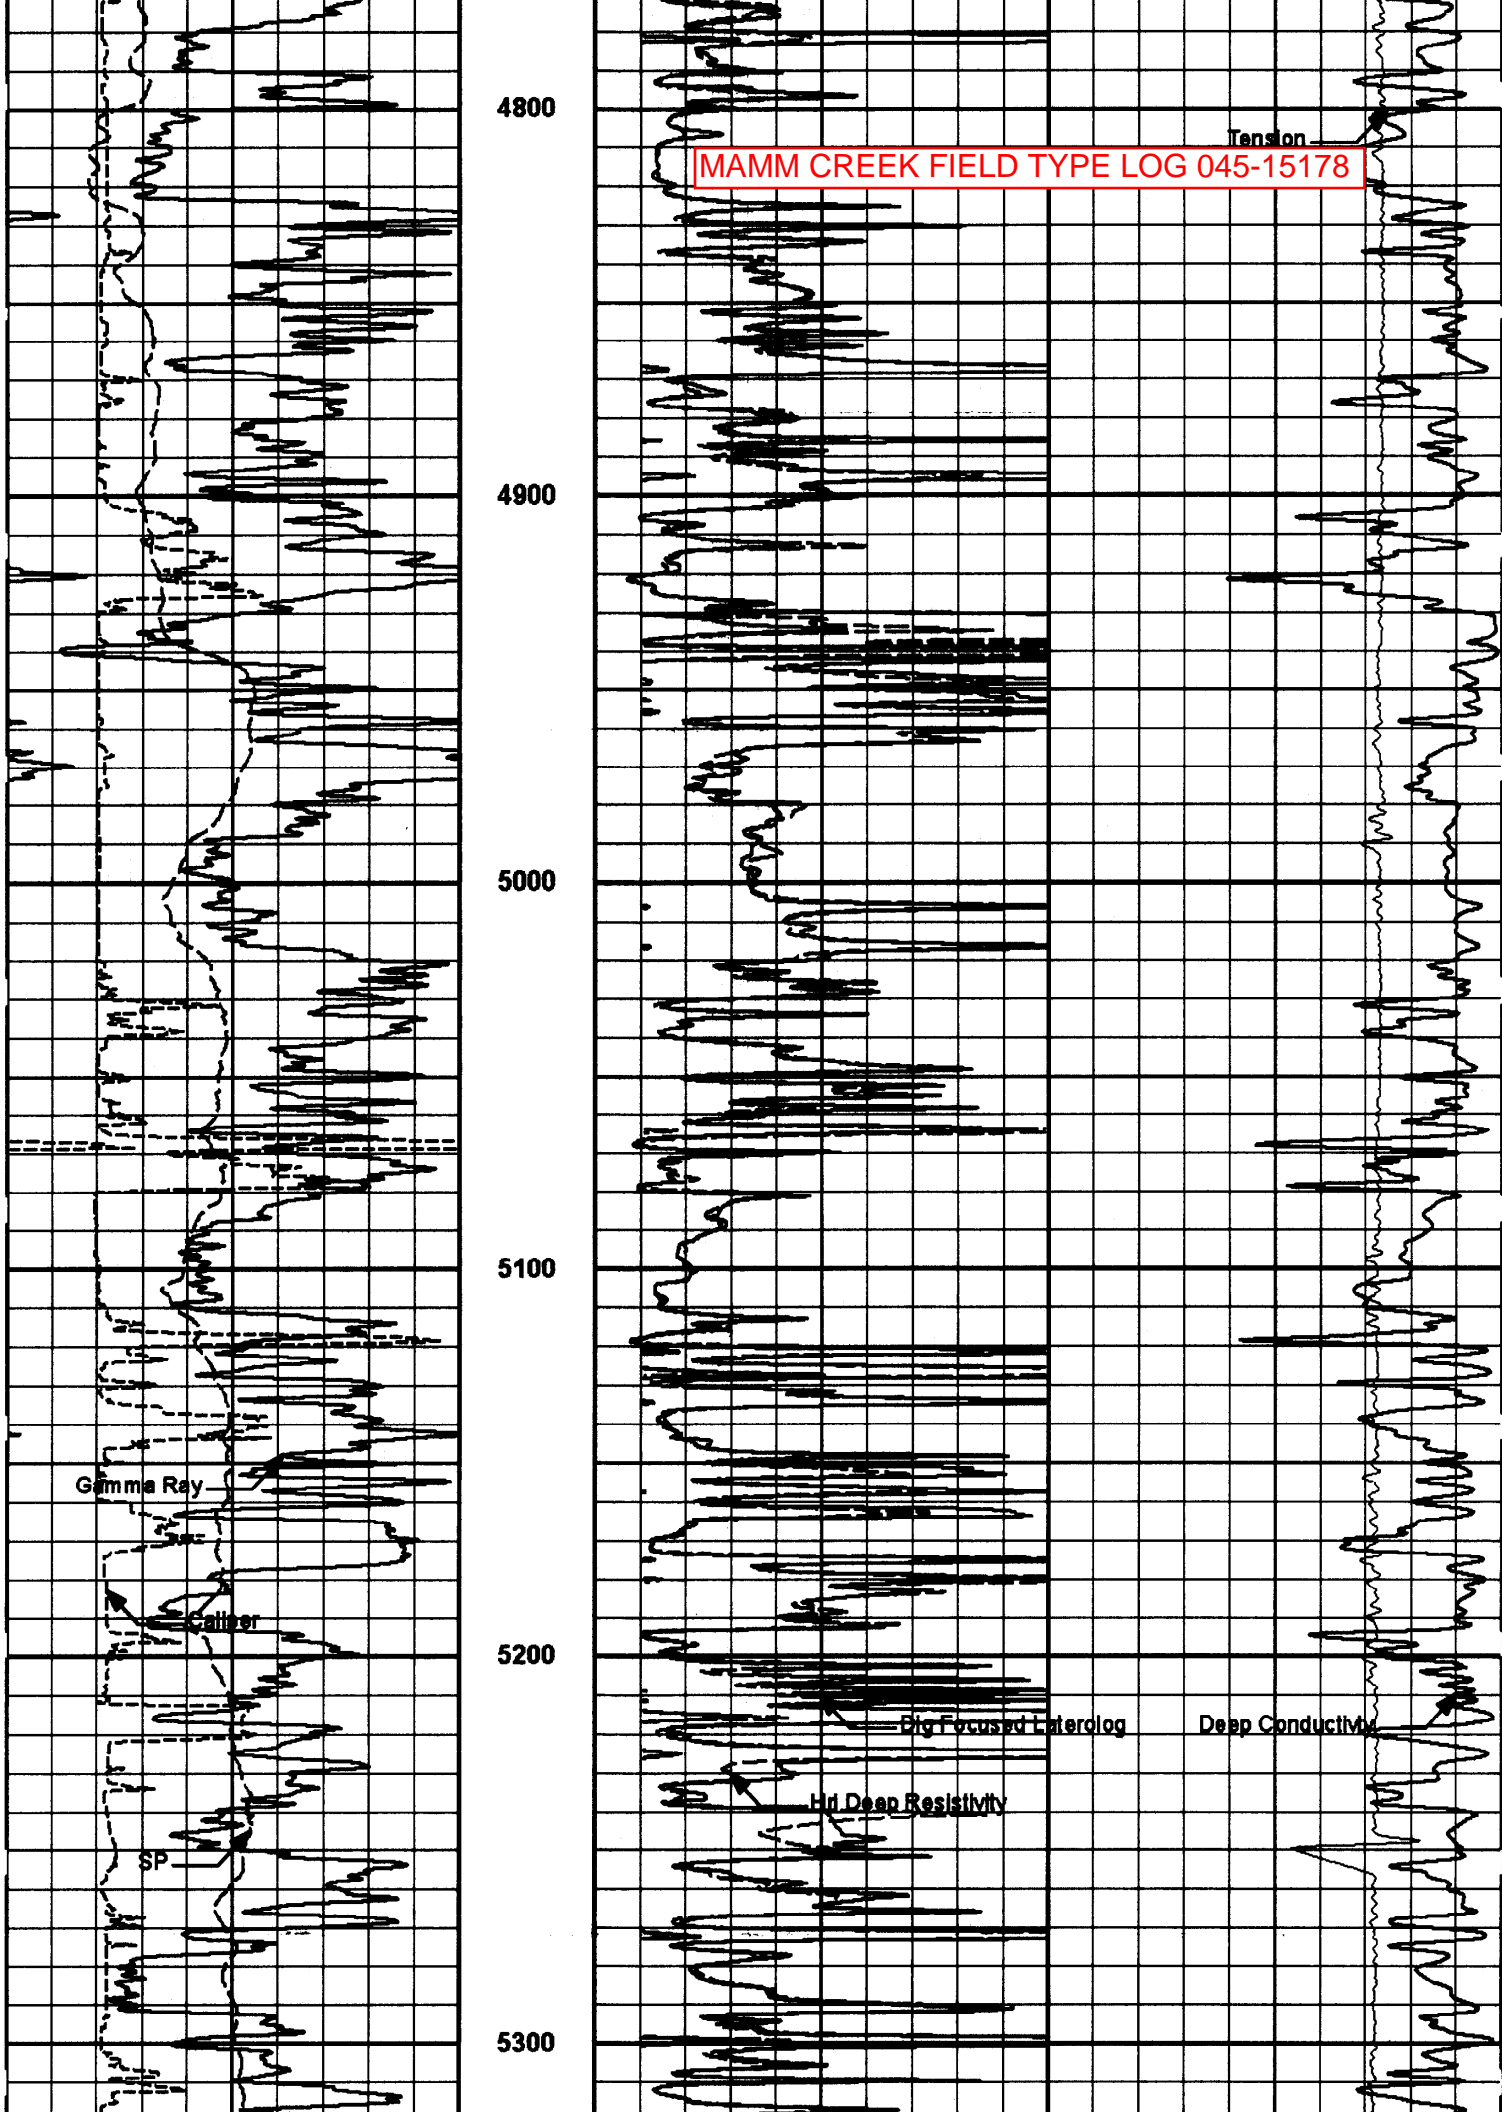 4800
Tension
MAMM CREEK FIELD TYPE LOG 045-15178
4900
5000
5100
Gamma Ray
Caliper
5200
Dig Focused Laterolog
Deep Conductivity
Hri Deep Resistivity
SP
5300